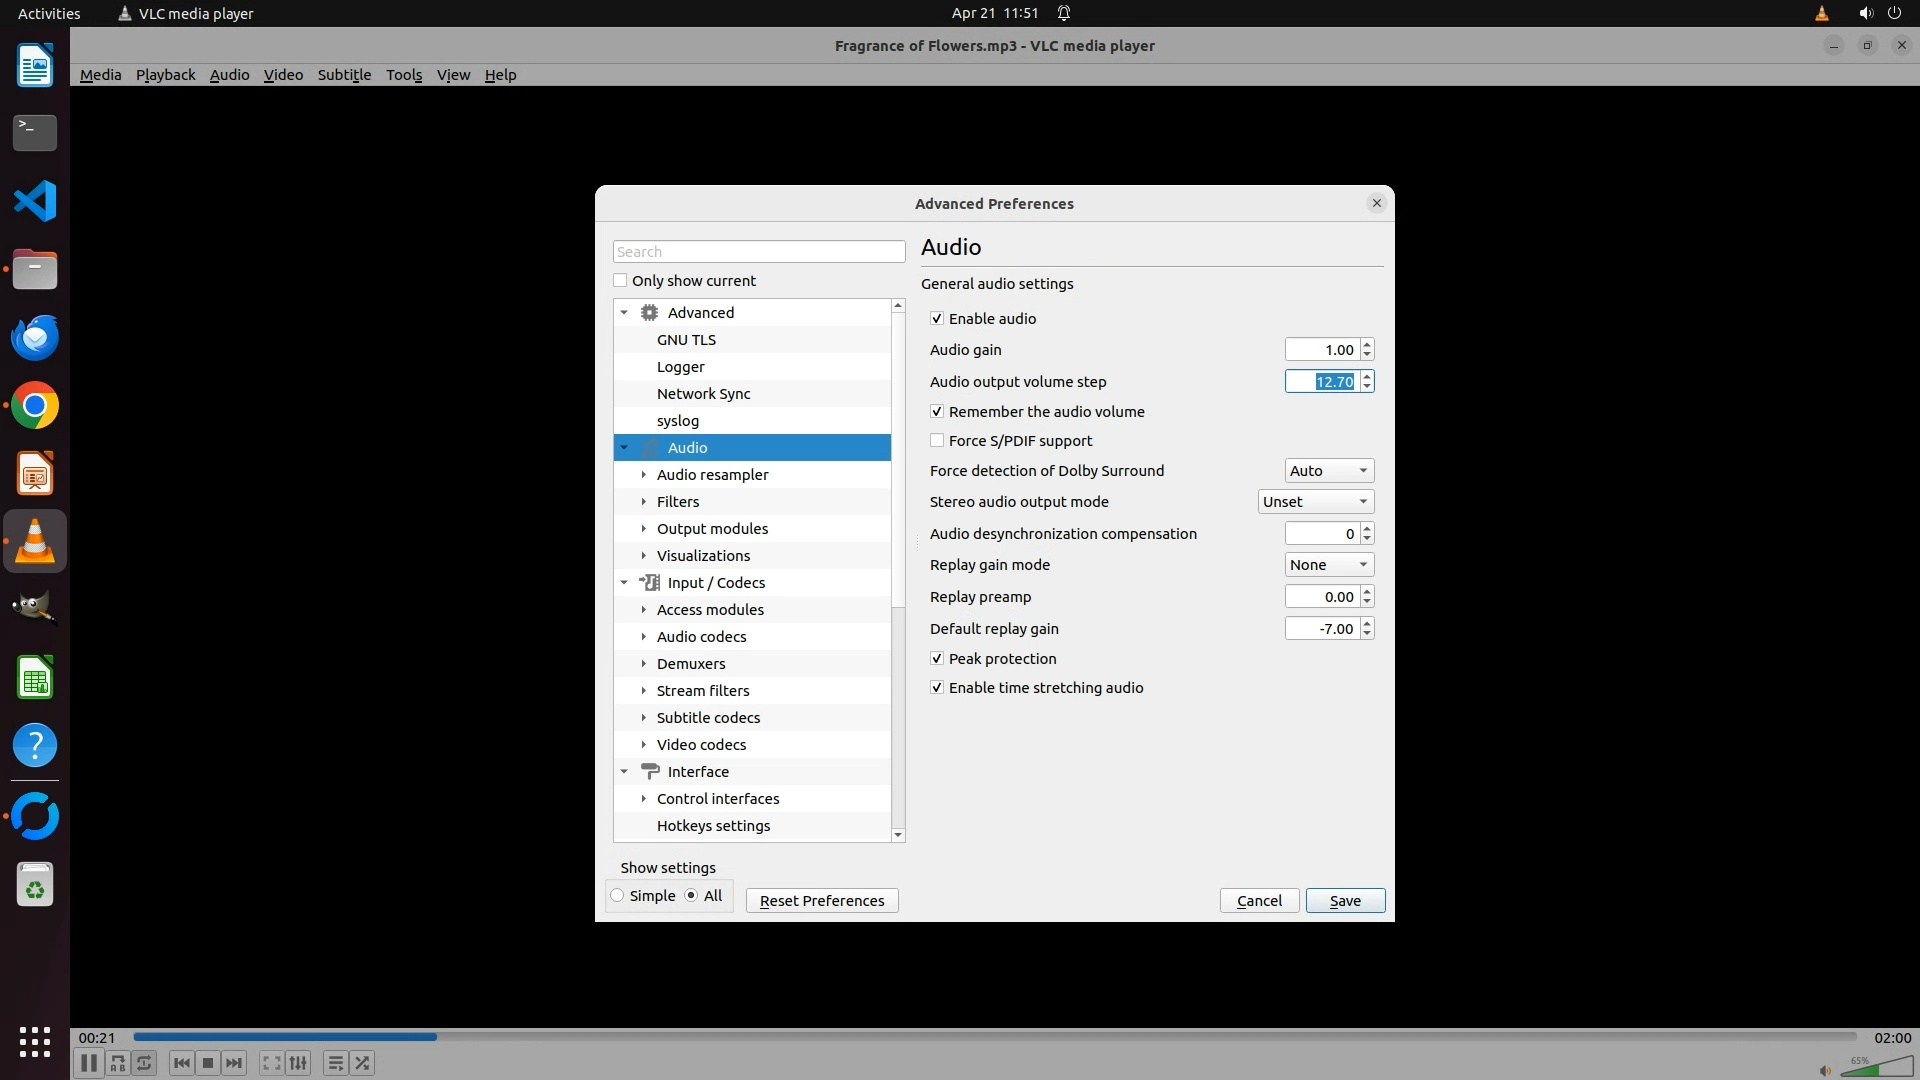 Activities
VLC media player
Apr 21 11:51
Fragrance of Flowers.mp3 - VLC media player
Media Playback Audio Video Subtitle Tools View Help
Advanced Preferences
Search
Only show current
Advanced
GNU TLS
Logger
Network Sync
syslog
Audio
Audio resampler
Filters
Output modules
Visualizations
Input / Codecs
Access modules
Audio codecs
Demuxers
Stream filters
Subtitle codecs
Video codecs
Interface
Control interfaces
Hotkeys settings
Show settings
Simple All
Reset Preferences
Audio
General audio settings
Enable audio
Audio gain 1.00
Audio output volume step 12.70
Remember the audio volume
Force S/PDIF support
Force detection of Dolby Surround Auto
Stereo audio output mode Unset
Audio desynchronization compensation 0
Replay gain mode None
Replay preamp 0.00
Default replay gain -7.00
Peak protection
Enable time stretching audio
Cancel Save
00:21 02:00
65%